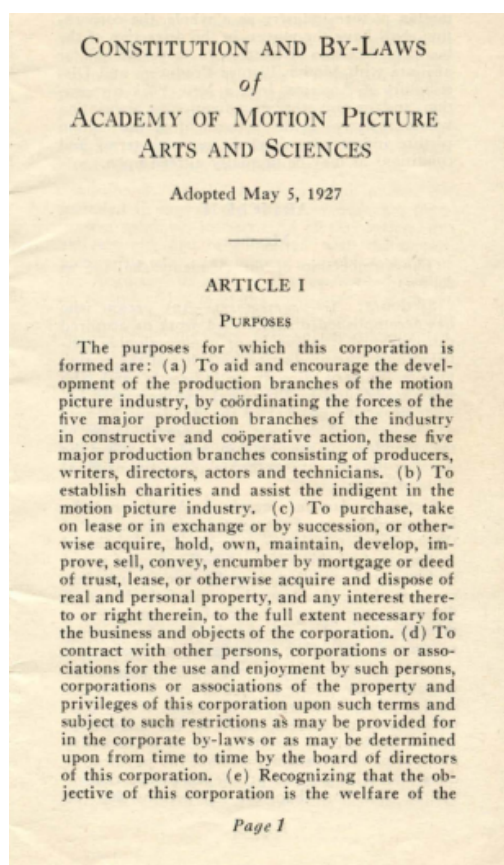 CONSTITUTION AND BY-LAWS
of
ACADEMY OF MOTION PICTURE
ARTS AND SCIENCES
Adopted May 5, 1927
ARTICLE I
PURPOSES
The purposes for which this corporation is
formed are: (a) To aid and encourage the devel-
opment of the production branches of the motion
picture industry, by coördinating the forces of the
five major production branches of the industry
in constructive and coöperative action, these five
major production branches consisting of producers,
writers, directors, actors and technicians. (b) To
establish charities and assist the indigent in the
motion picture industry. (c) To purchase, take
on lease or in exchange or by succession, or other-
wise acquire, hold, own, maintain, develop, im-
prove, sell, convey, encumber by mortgage or deed
of trust, lease, or otherwise acquire and dispose of
real and personal property, and any interest there-
to or right therein, to the full extent necessary for
the business and objects of the corporation. (d) To
contract with other persons, corporations or asso-
ciations for the use and enjoyment by such persons,
corporations or associations of the property and
privileges of this corporation upon such terms and
subject to such restrictions as may be provided for
in the corporate by-laws or as may be determined
upon from time to time by the board of directors
of this corporation. (e) Recognizing that the ob-
jective of this corporation is the welfare of the
Page 1